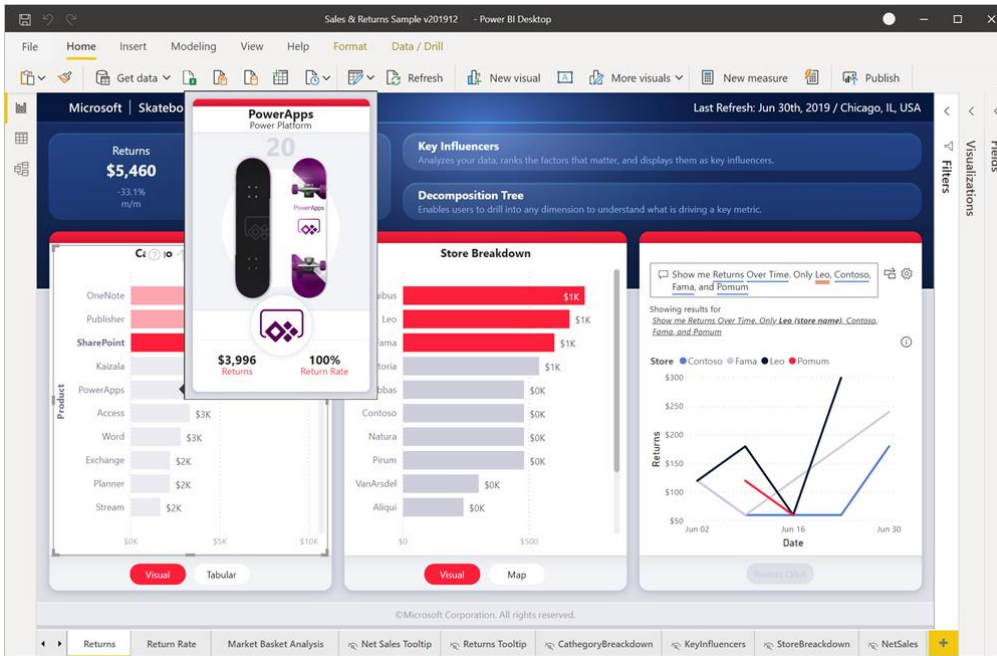 Sales & Returns Sample v201912 - Power BI Desktop
File Home Insert Modeling View Help Format Data / Drill
Get data Refresh New visual More visuals New measure Publish
Microsoft | Skatebo
Last Refresh: Jun 30th, 2019 / Chicago, IL, USA
Returns
$5,460
-33.1%
m/m
PowerApps
Power Platform
20
PowerApps
$3,996 100%
Returns Return Rate
Key Influencers
Analyzes your data, ranks the factors that matter, and displays them as key influencers.
Decomposition Tree
Enables users to drill into any dimension to understand what is driving a key metric.
Filters
Visualizations
Fields
Product
OneNote
Publisher
SharePoint
Kaizala
PowerApps
Access $3K
Word $3K
Exchange $2K
Planner $2K
Stream $2K
$0K $5K $10K
Visual Tabular
Store Breakdown
ibus $1K
Leo $1K
ama $1K
toria $1K
bbas $0K
Contoso $0K
Natura $0K
Pirum $0K
VanArsdel $0K
Aliqui $0K
$0 $500
Visual Map
Show me Returns Over Time. Only Leo, Contoso,
Fama, and Pomum
Showing results for
Show me Returns Over Time. Only Leo (store name), Contoso,
Fama, and Pomum
Store Contoso Fama Leo Pomum
$300
$250
$200
$150
$100
$50
Returns
Jun 02 Jun 16 Jun 30
Date
Restart Q&A
©Microsoft Corporation. All rights reserved.
Returns Return Rate Market Basket Analysis Net Sales Tooltip Returns Tooltip CathegoryBreakdown KeyInfluencers StoreBreakdown NetSales